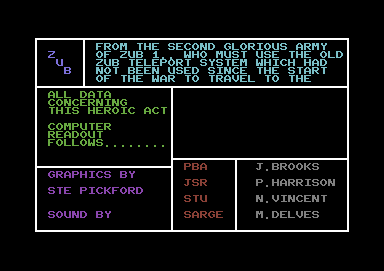 Z
U
B
FROM THE SECOND GLORIOUS ARMY
OF ZUB 1.. WHO MUST USE THE OLD
ZUB TELEPORT SYSTEM WHICH HAD
NOT BEEN USED SINCE THE START
OF THE WAR TO TRAVEL TO THE
ALL DATA
CONCERNING
THIS HEROIC ACT
COMPUTER
READOUT
FOLLOWS........
GRAPHICS BY
STE PICKFORD
SOUND BY
PBA J.BROOKS
JSR P.HARRISON
STU N.VINCENT
SARGE M.DELVES